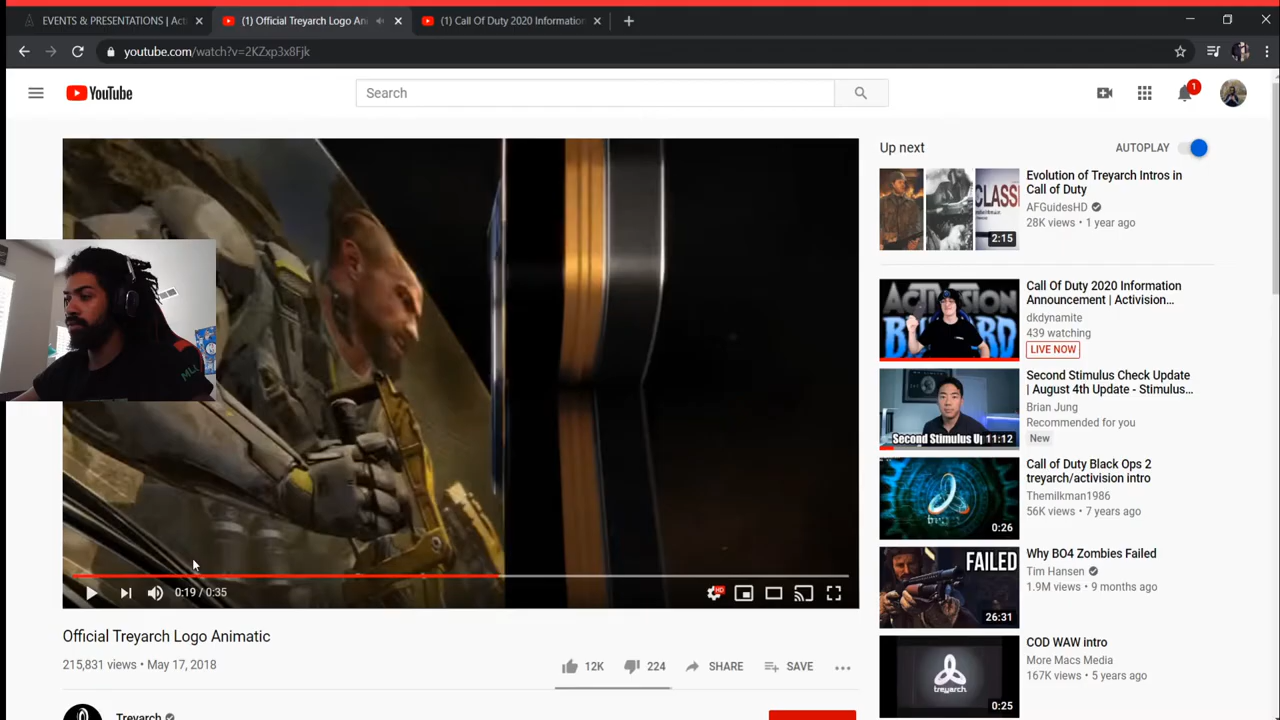 EVENTS & PRESENTATIONS | Acti
(1) Official Treyarch Logo An
(1) Call Of Duty 2020 Information
youtube.com/watch?v=2KZxp3x8Fjk
YouTube
Search
1
Up next
AUTOPLAY
CLASSI
2:15
Evolution of Treyarch Intros in
Call of Duty
AFGuidesHD
28K views • 1 year ago
Call Of Duty 2020 Information
Announcement | Activision...
dkdynamite
439 watching
LIVE NOW
Second Stimulus Up
11:12
Second Stimulus Check Update
| August 4th Update - Stimulus...
Brian Jung
Recommended for you
New
0:26
Call of Duty Black Ops 2
treyarch/activision intro
Themilkman1986
56K views • 7 years ago
FAILED
26:31
Why BO4 Zombies Failed
Tim Hansen
1.9M views • 9 months ago
treyarch
0:25
COD WAW intro
More Macs Media
167K views • 5 years ago
HD
0:19 / 0:35
Official Treyarch Logo Animatic
215,831 views • May 17, 2018
12K
224
SHARE
SAVE
Treyarch